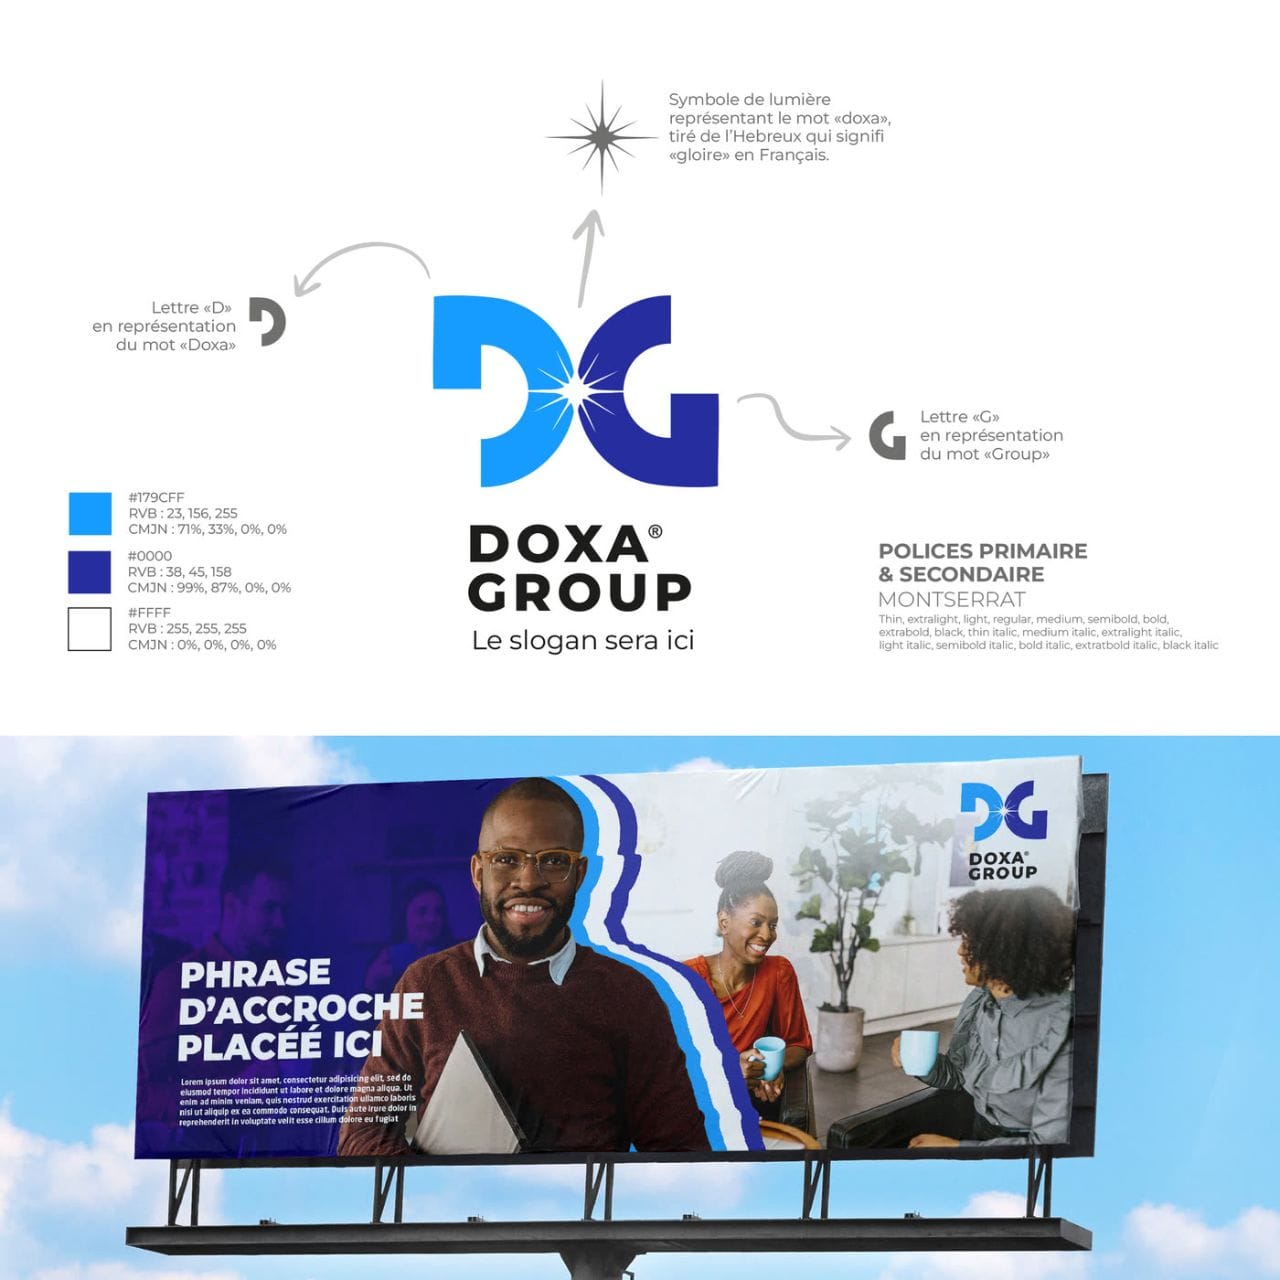 Symbole de lumière
représentant le mot «doxa»,
tiré de l'Hebreux qui signifi
«gloire» en Français.
Lettre «D»
en représentation
du mot «Doxa»
Lettre «G»
en représentation
du mot «Group»
#179CFF
RVB : 23, 156, 255
CMJN : 71%, 33%, 0%, 0%
#0000
RVB : 38, 45, 158
CMJN : 99%, 87%, 0%, 0%
#FFFF
RVB : 255, 255, 255
CMJN : 0%, 0%, 0%, 0%
DG
DOXA®
GROUP
Le slogan sera ici
POLICES PRIMAIRE
& SECONDAIRE
MONTSERRAT
Thin, extralight, light, regular, medium, semibold, bold,
extrabold, black, thin italic, medium italic, extralight italic,
light italic, semibold italic, bold italic, extratbold italic, black italic
DG
DOXA®
GROUP
PHRASE
D'ACCROCHE
PLACÉÉ ICI
Lorem ipsum dolor sit amet, consectetur adipisicing elit, sed do
eiusmod tempor incididunt ut labore et dolore magna aliqua. Ut
enim ad minim veniam, quis nostrud exercitation ullamco laboris
nisi ut aliquip ex ea commodo consequat. Duis aute irure dolor in
reprehenderit in voluptate velit esse cillum dolore eu fugiat